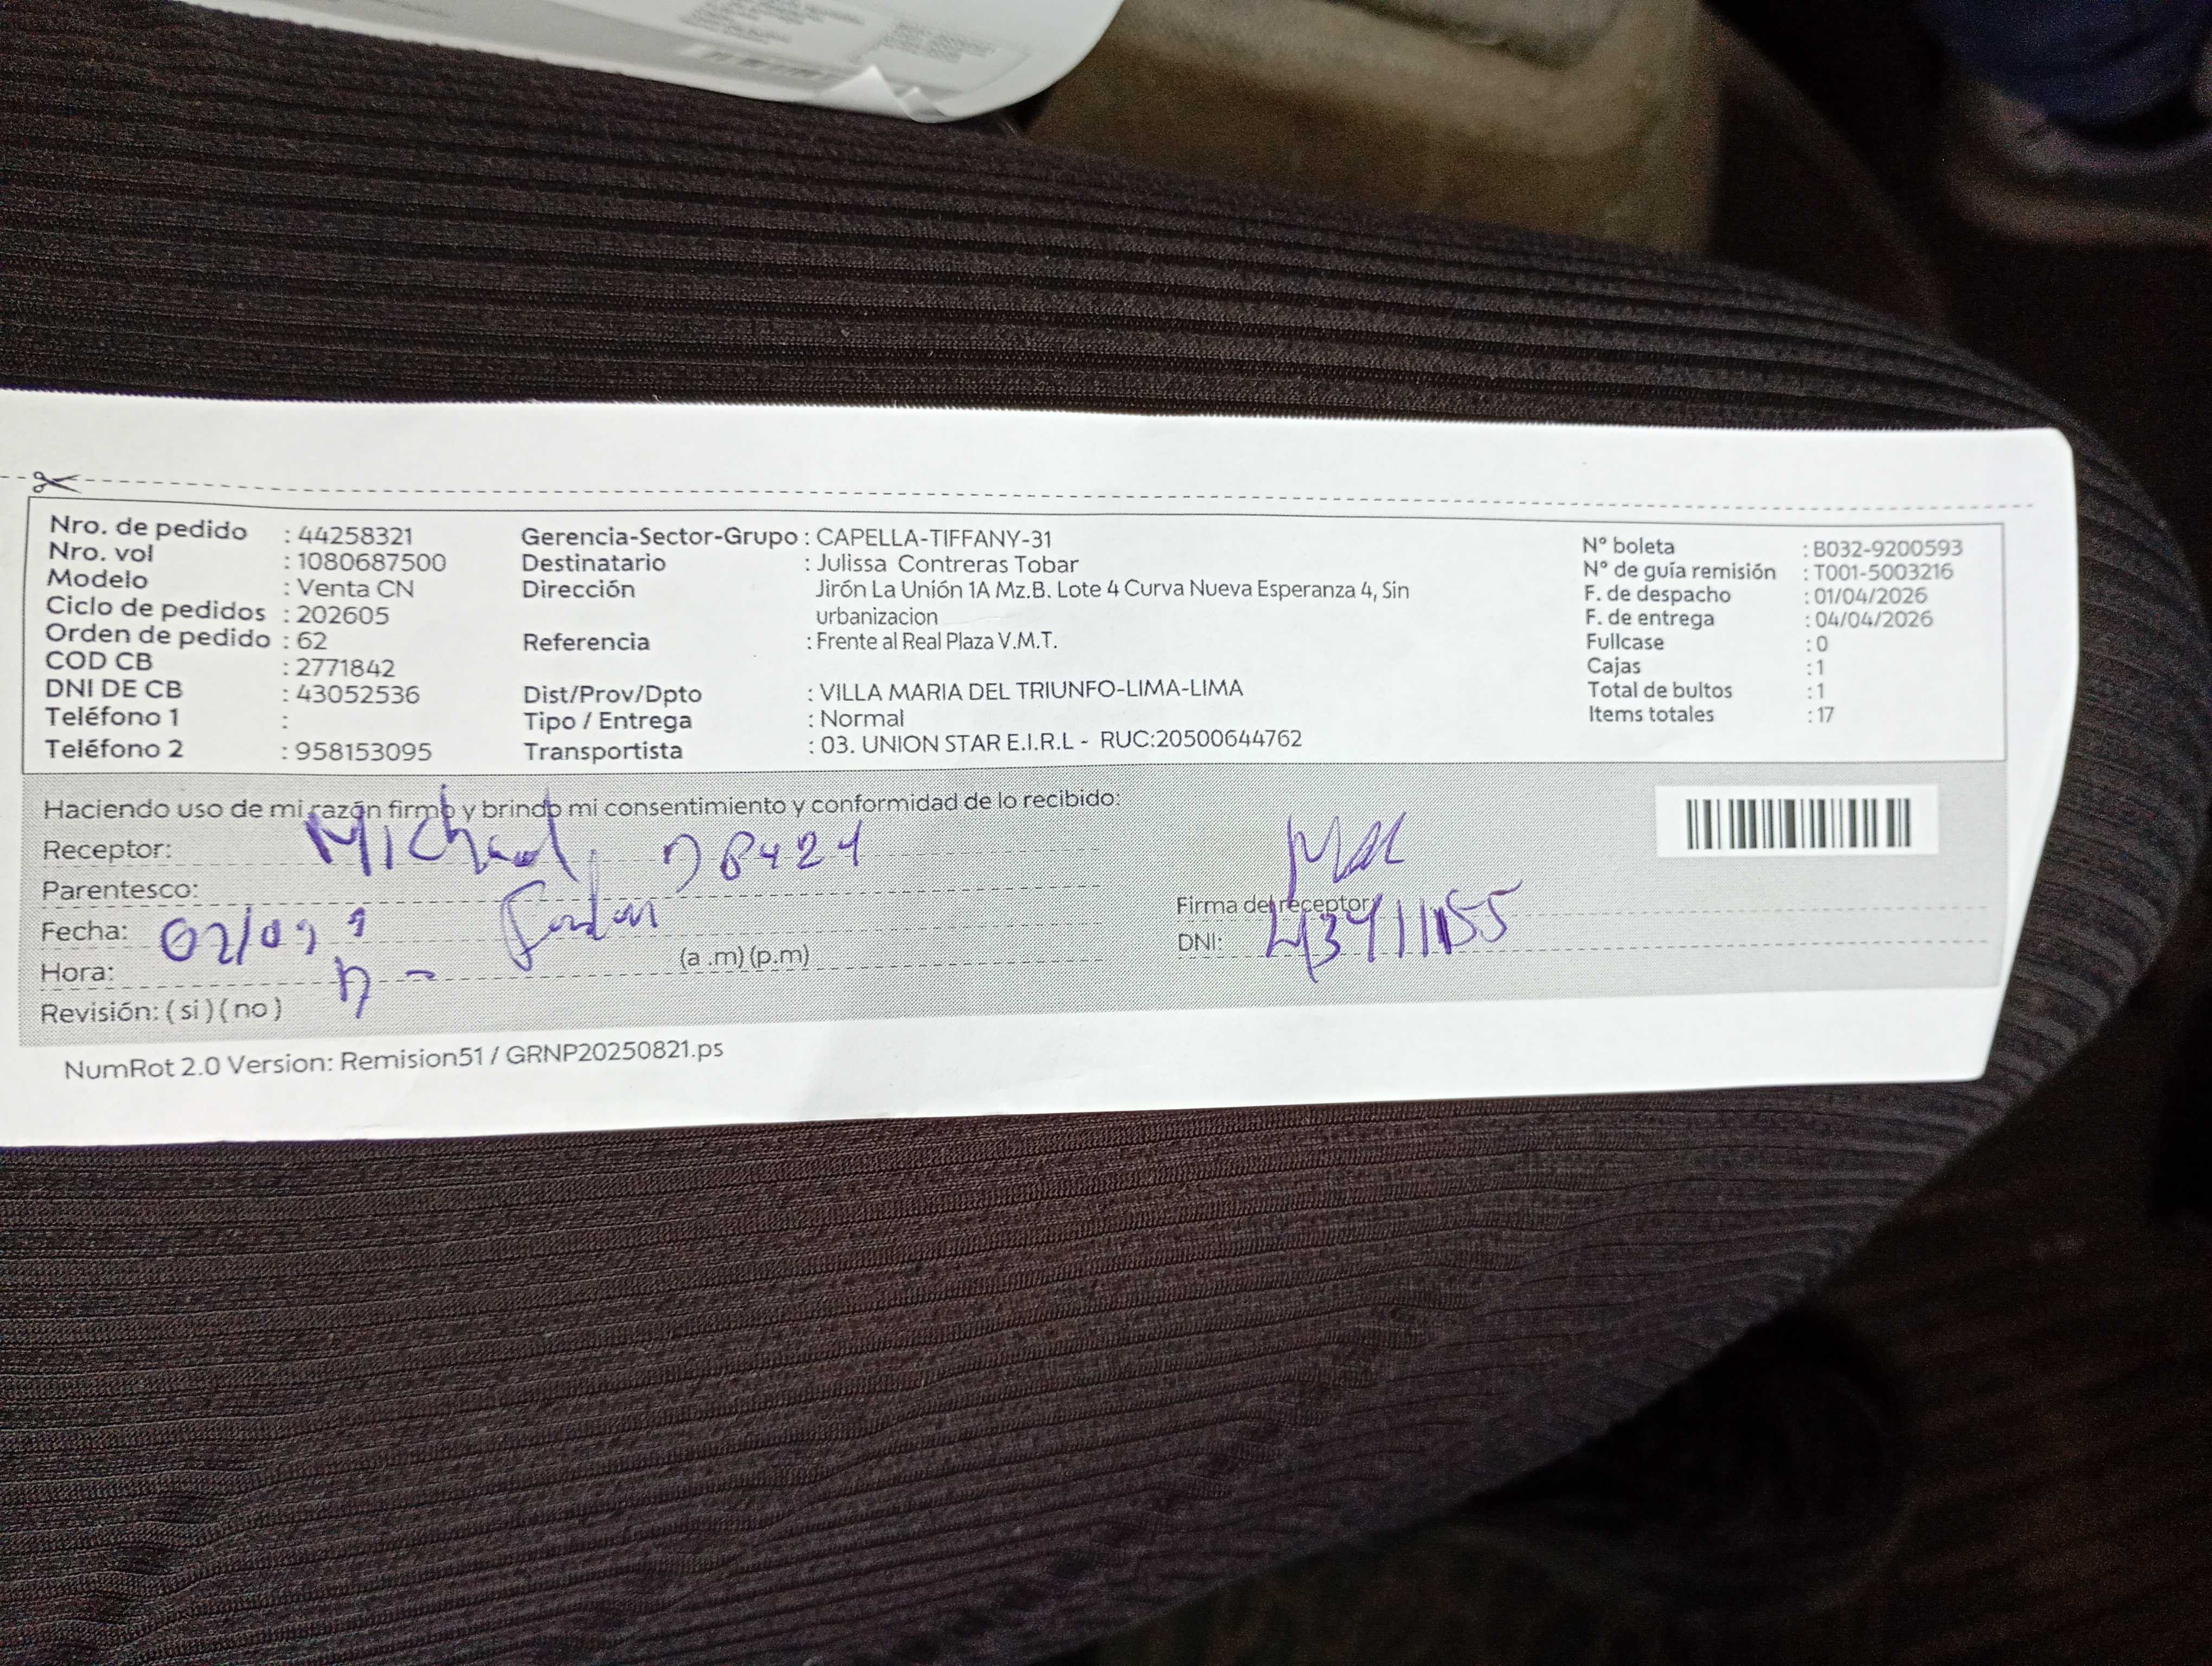 Nro. de pedido : 44258321
Nro. vol : 1080687500
Modelo : Venta CN
Ciclo de pedidos : 202605
Orden de pedido : 62
COD CB : 2771842
DNI DE CB : 43052536
Teléfono 1 :
Teléfono 2 : 958153095
Gerencia-Sector-Grupo : CAPELLA-TIFFANY-31
Destinatario : Julissa Contreras Tobar
Dirección Jirón La Unión 1A Mz.B. Lote 4 Curva Nueva Esperanza 4, Sin
urbanizacion
Referencia : Frente al Real Plaza V.M.T.
Dist/Prov/Dpto : VILLA MARIA DEL TRIUNFO-LIMA-LIMA
Tipo / Entrega : Normal
Transportista : 03. UNION STAR E.I.R.L - RUC:20500644762
N° boleta : B032-9200593
N° de guía remisión : T001-5003216
F. de despacho : 01/04/2026
F. de entrega : 04/04/2026
Fullcase : 0
Cajas : 1
Total de bultos : 1
Items totales : 17
Haciendo uso de mi razón firmo y brindo mi consentimiento y conformidad de lo recibido:
Receptor: Michael
Parentesco:
Fecha:
Hora: (a .m) (p.m)
Revisión: ( si ) ( no )
Firma del receptor
DNI:
NumRot 2.0 Version: Remision51 / GRNP20250821.ps